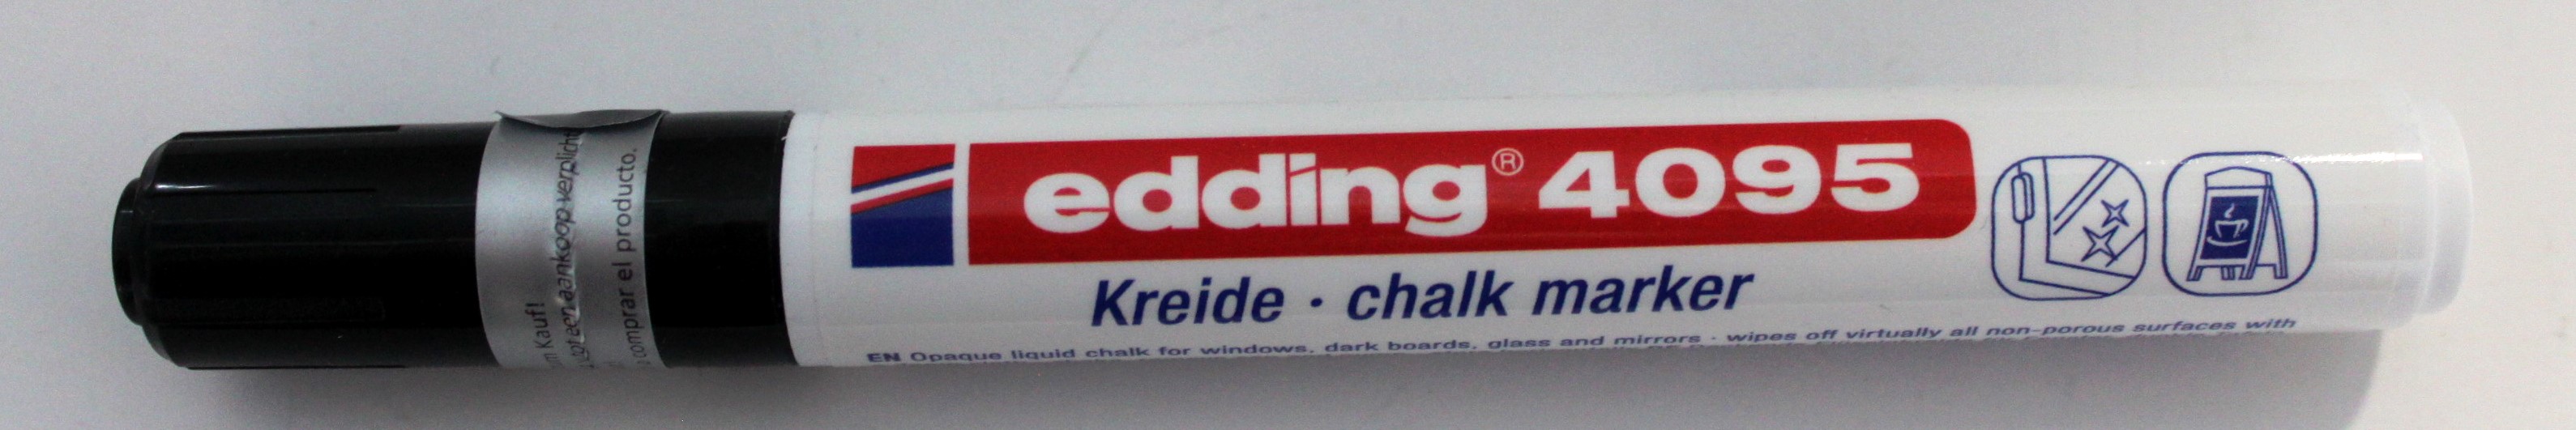 edding® 4095
Kreide · chalk marker
EN Opaque liquid chalk for windows, dark boards, glass and mirrors · wipes off virtually all non-porous surfaces with
Kauf!
een aankoop verplicht
comprar el producto.